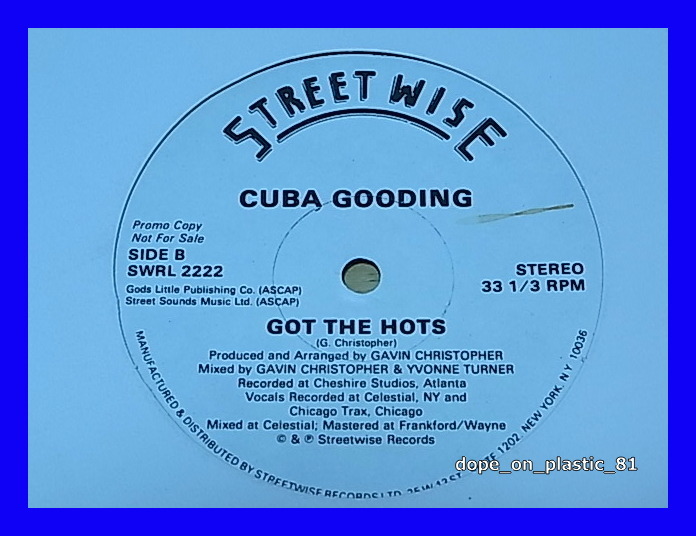 STREETWISE
CUBA GOODING
Promo Copy
Not For Sale
SIDE B
SWRL 2222
Gods Little Publishing Co. (ASCAP)
Street Sounds Music Ltd. (ASCAP)
STEREO
33 1/3 RPM
GOT THE HOTS
(G. Christopher)
Produced and Arranged by GAVIN CHRISTOPHER
Mixed by GAVIN CHRISTOPHER & YVONNE TURNER
Recorded at Cheshire Studios, Atlanta
Vocals Recorded at Celestial, NY and
Chicago Trax, Chicago
Mixed at Celestial; Mastered at Frankford/Wayne
© & ℗ Streetwise Records
MANUFACTURED & DISTRIBUTED BY STREETWISE RECORDS LTD. 1202, NEW YORK, N.Y. 10036
dope_on_plastic_81